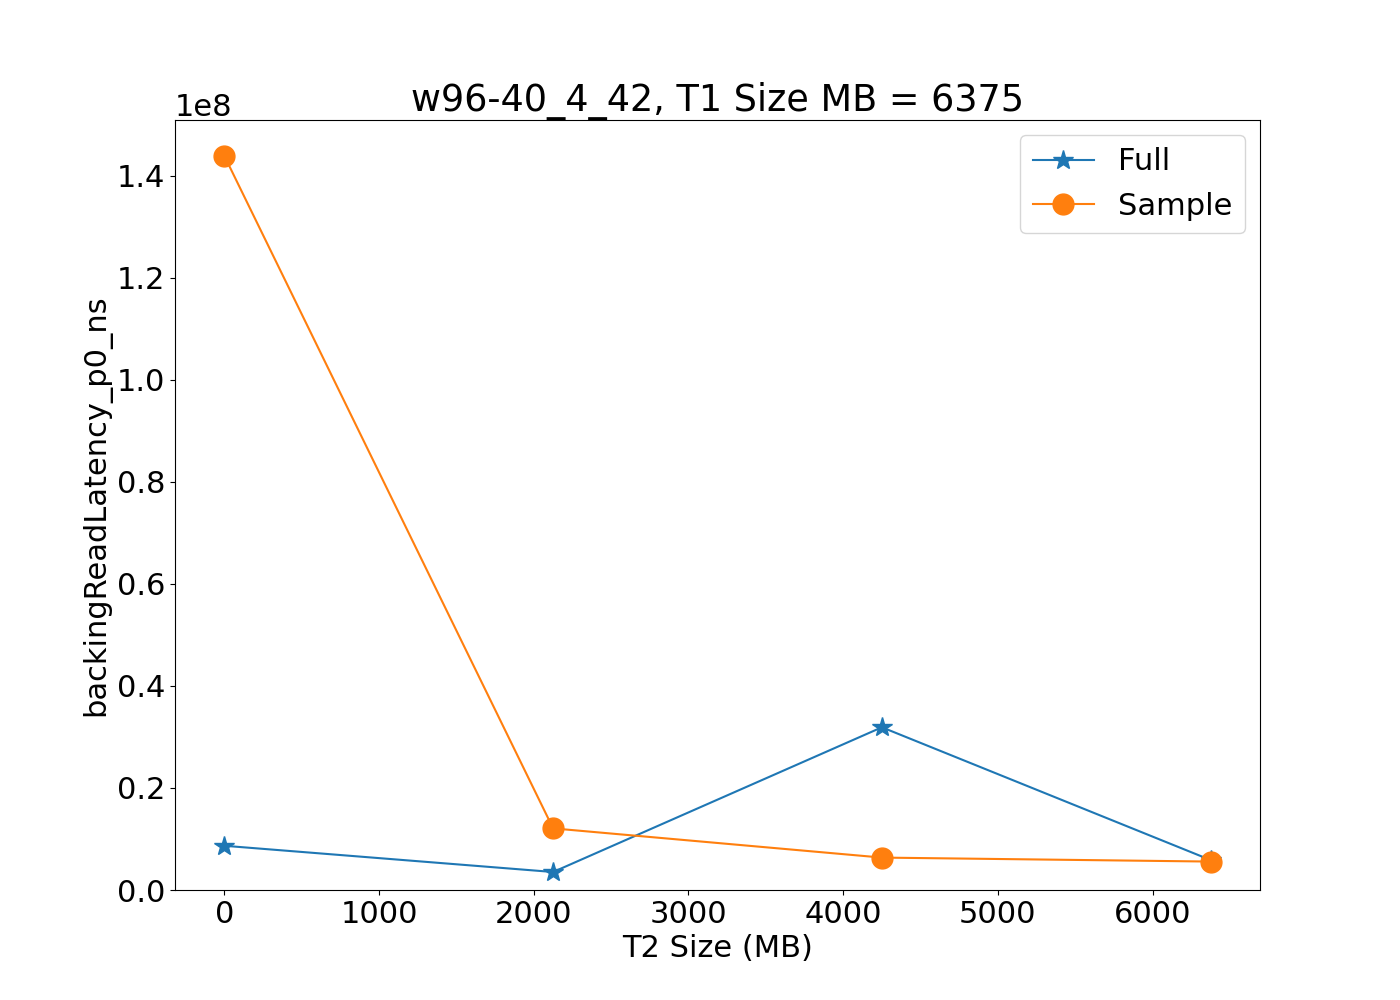 w96-40_4_42, T1 Size MB = 6375
1e8
Full
Sample
1.4
1.2
1.0
0.8
0.6
0.4
0.2
0.0
backingReadLatency_p0_ns
0 1000 2000 3000 4000 5000 6000
T2 Size (MB)